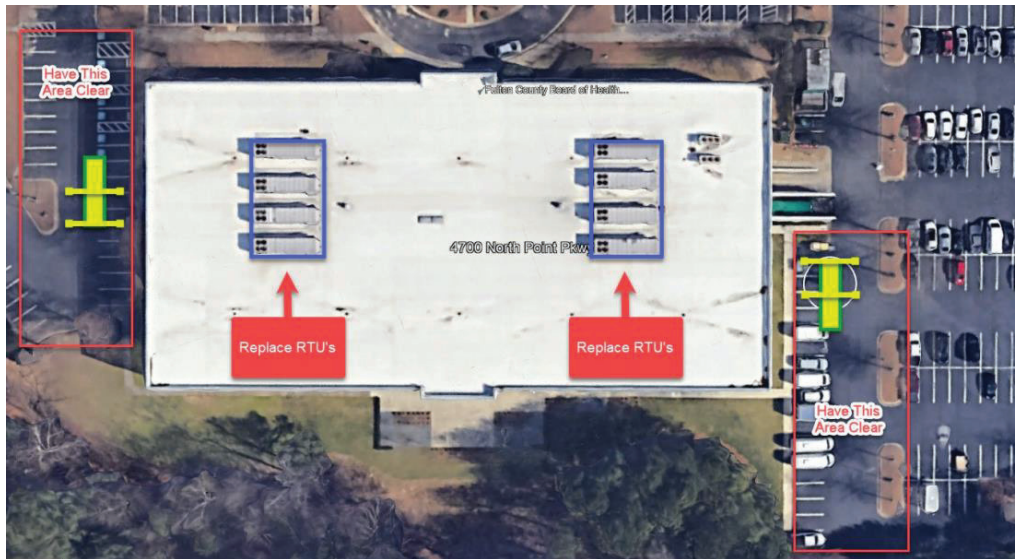 Have This
Area Clear
Fulton County Board of Health...
4700 North Point Pkwy
Replace RTU's
Replace RTU's
Have This
Area Clear